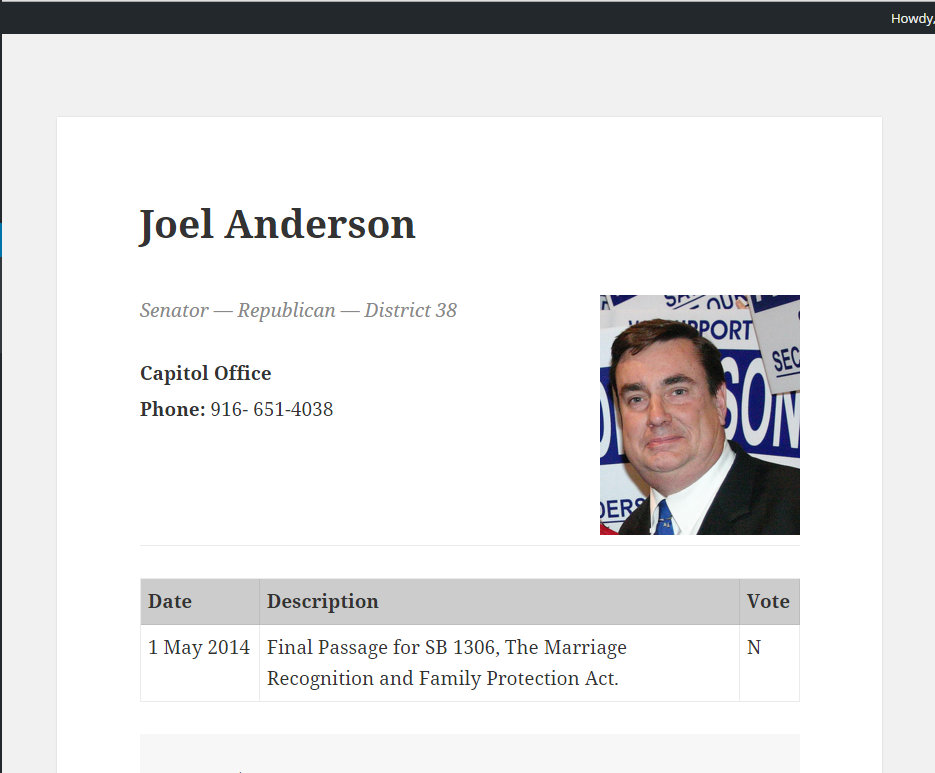 Howdy,
Joel Anderson
Senator — Republican — District 38
Capitol Office
Phone: 916- 651-4038
PPORT
SEC
SON
DERS
Date Description Vote
1 May 2014 Final Passage for SB 1306, The Marriage N
Recognition and Family Protection Act.